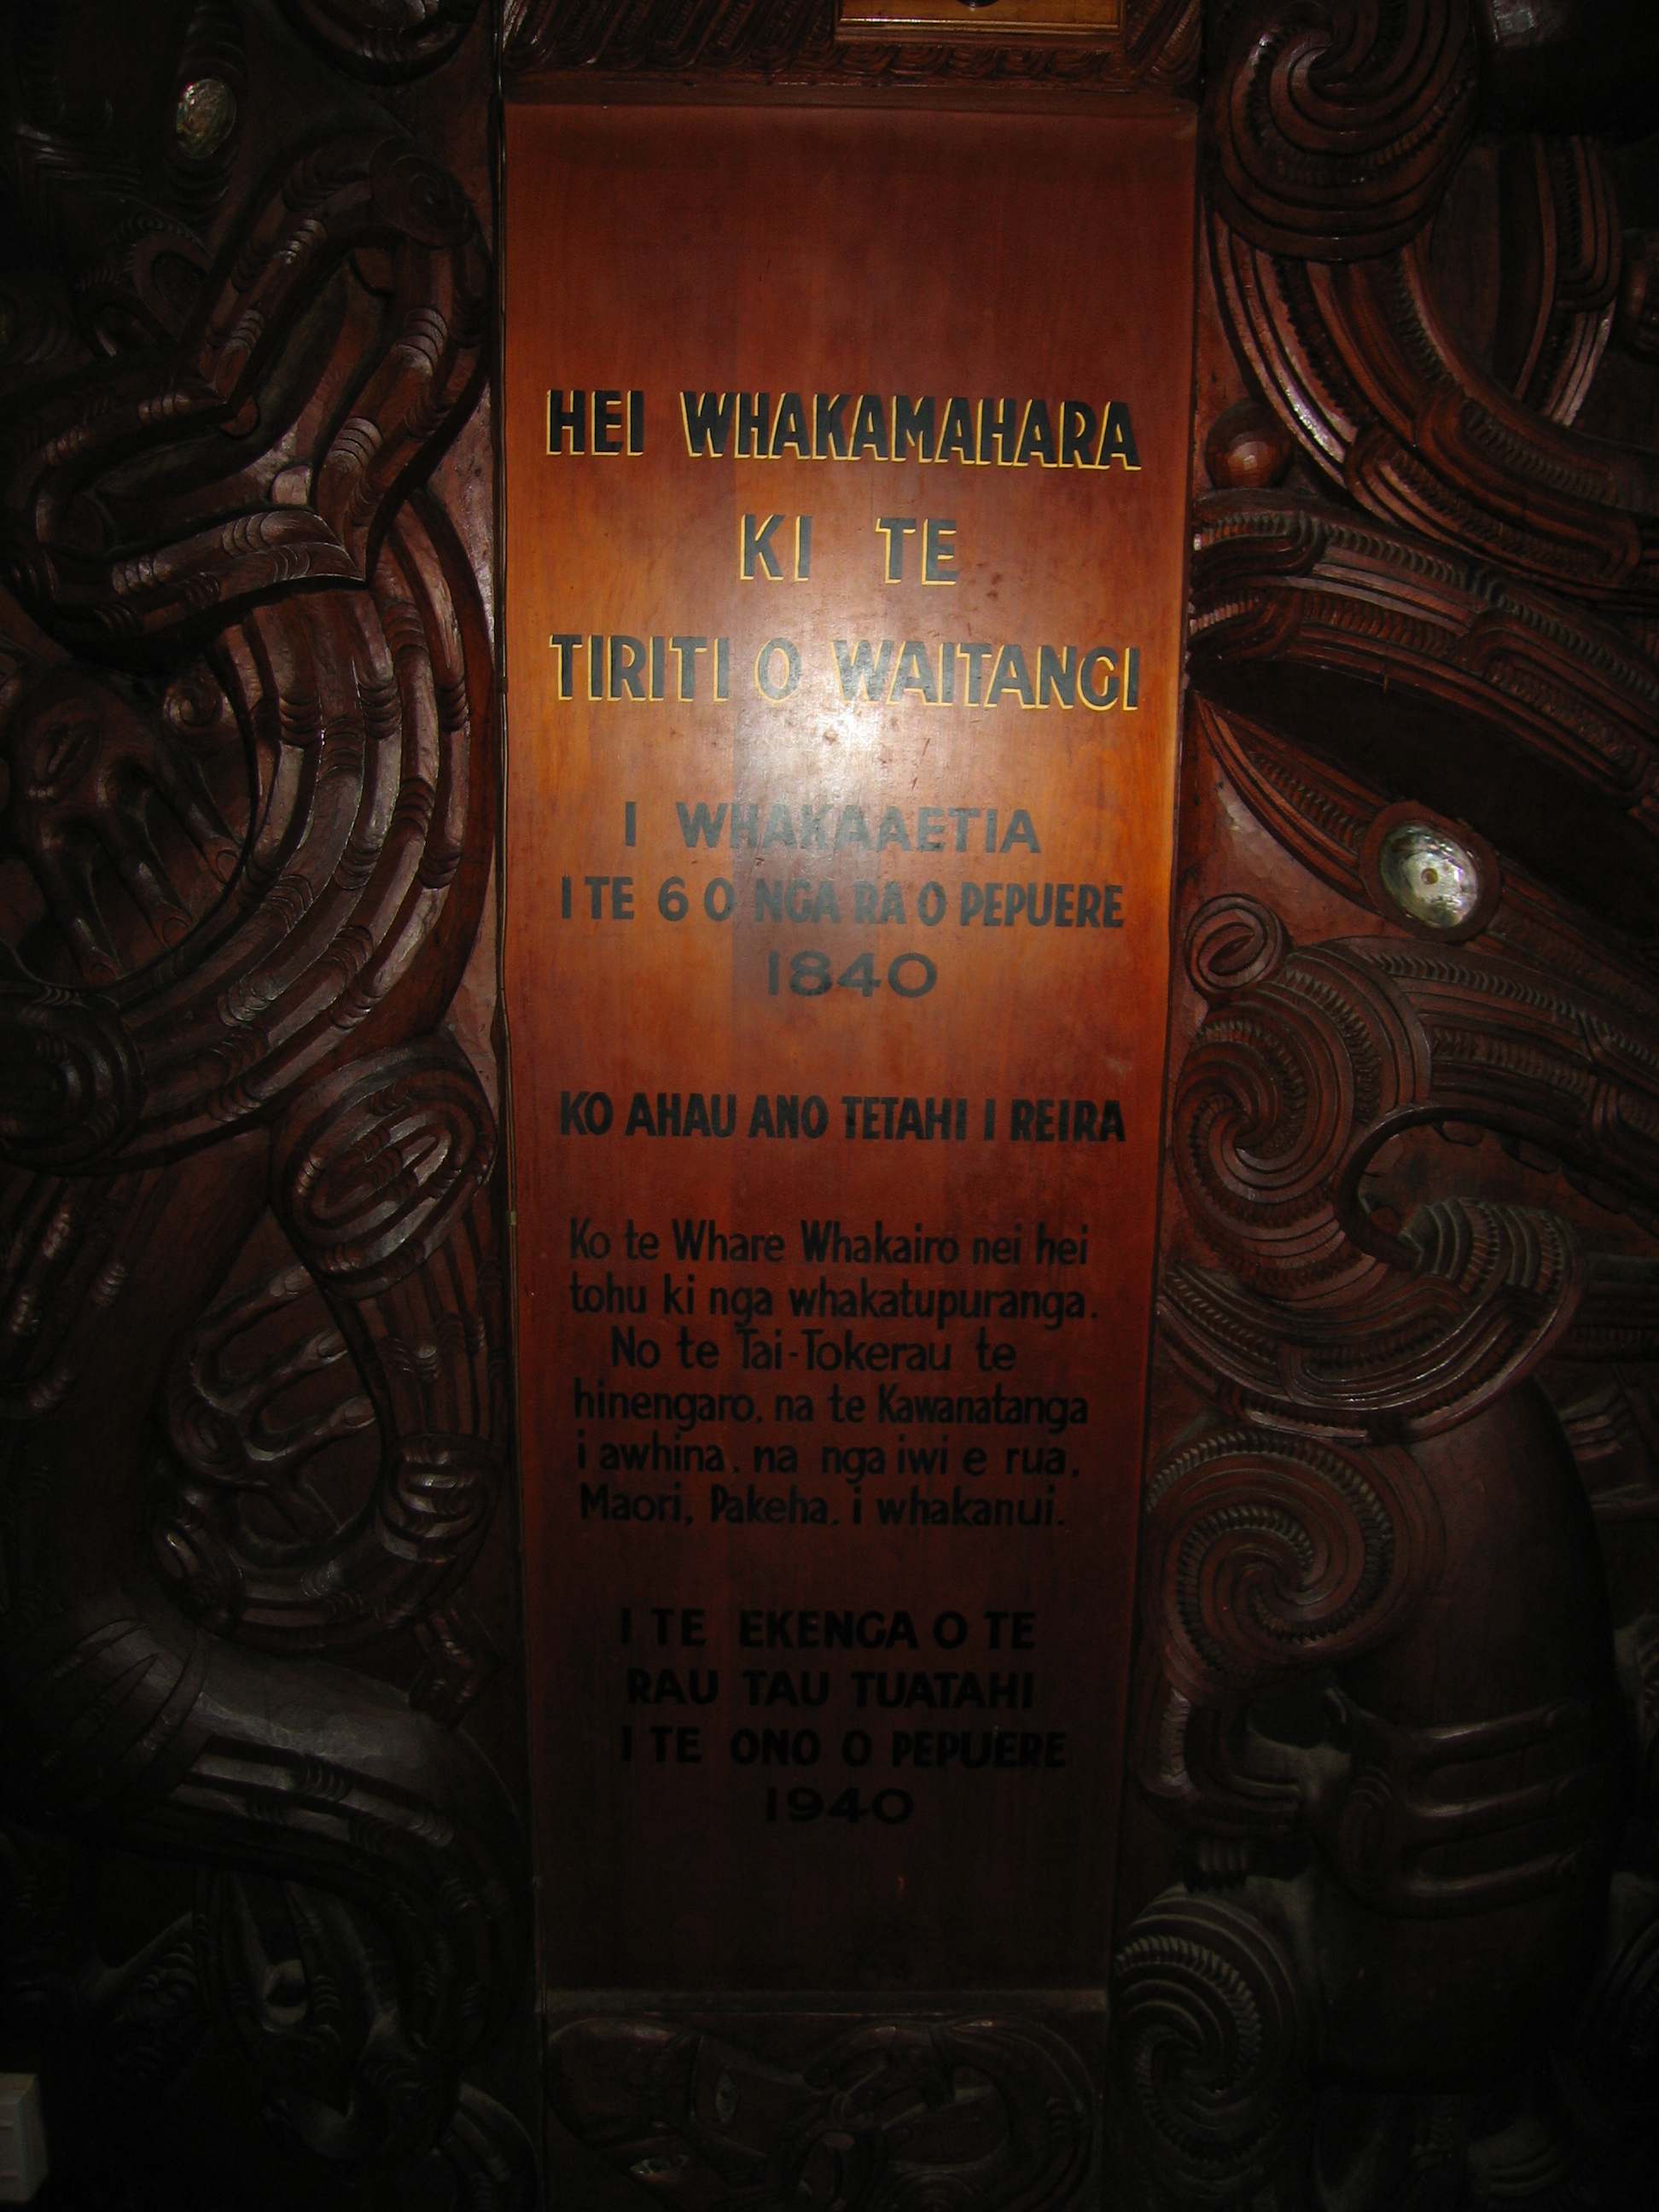 HEI WHAKAMAHARA
KI TE
TIRITI O WAITANGI
I WHAKAAETIA
I TE 6 O NGA RA O PEPUERE
1840
KO AHAU ANO TETAHI I REIRA
Ko te Whare Whakairo nei hei
tohu ki nga whakatupuranga.
No te Tai-Tokerau te
hinengaro, na te Kawanatanga
i awhina, na nga iwi e rua,
Maori, Pakeha, i whakanui.
I TE EKENGA O TE
RAU TAU TUATAHI
I TE ONO O PEPUERE
1940